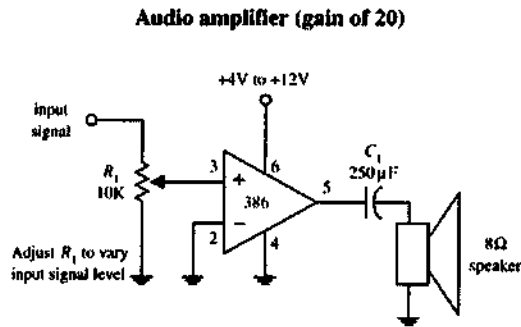 Audio amplifier (gain of 20)
+4V to +12V
input
signal
R₁
10K
3
+
386
−
2
6
4
5
C₁
250µF
8Ω
speaker
Adjust R₁ to vary
input signal level